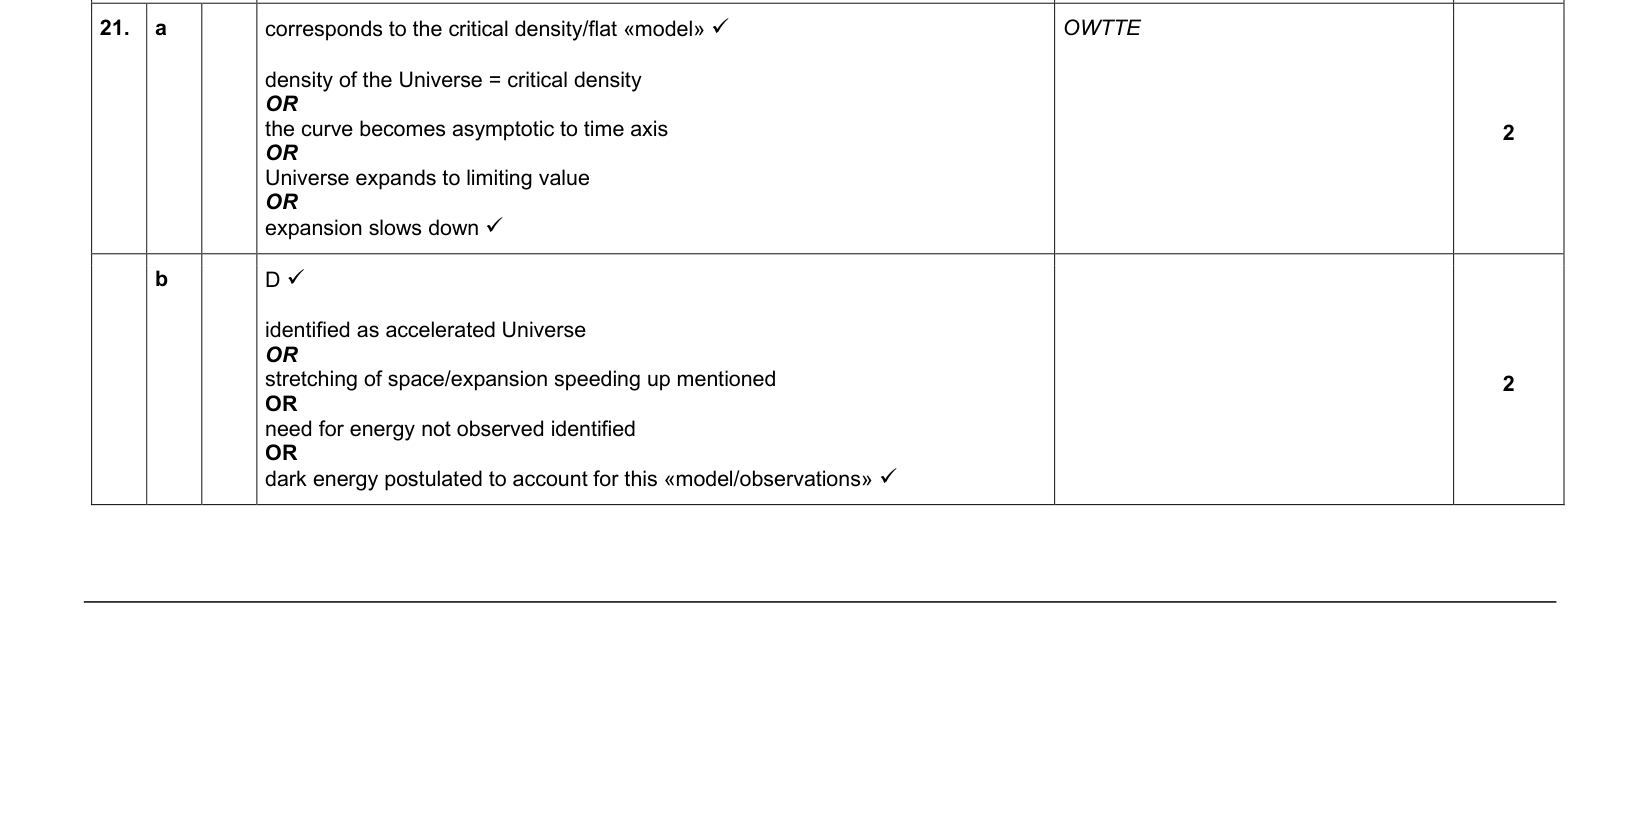 21. a corresponds to the critical density/flat «model» ✓ OWTTE
density of the Universe = critical density
OR
the curve becomes asymptotic to time axis
OR 2
Universe expands to limiting value
OR
expansion slows down ✓
b D ✓
identified as accelerated Universe
OR
stretching of space/expansion speeding up mentioned 2
OR
need for energy not observed identified
OR
dark energy postulated to account for this «model/observations» ✓